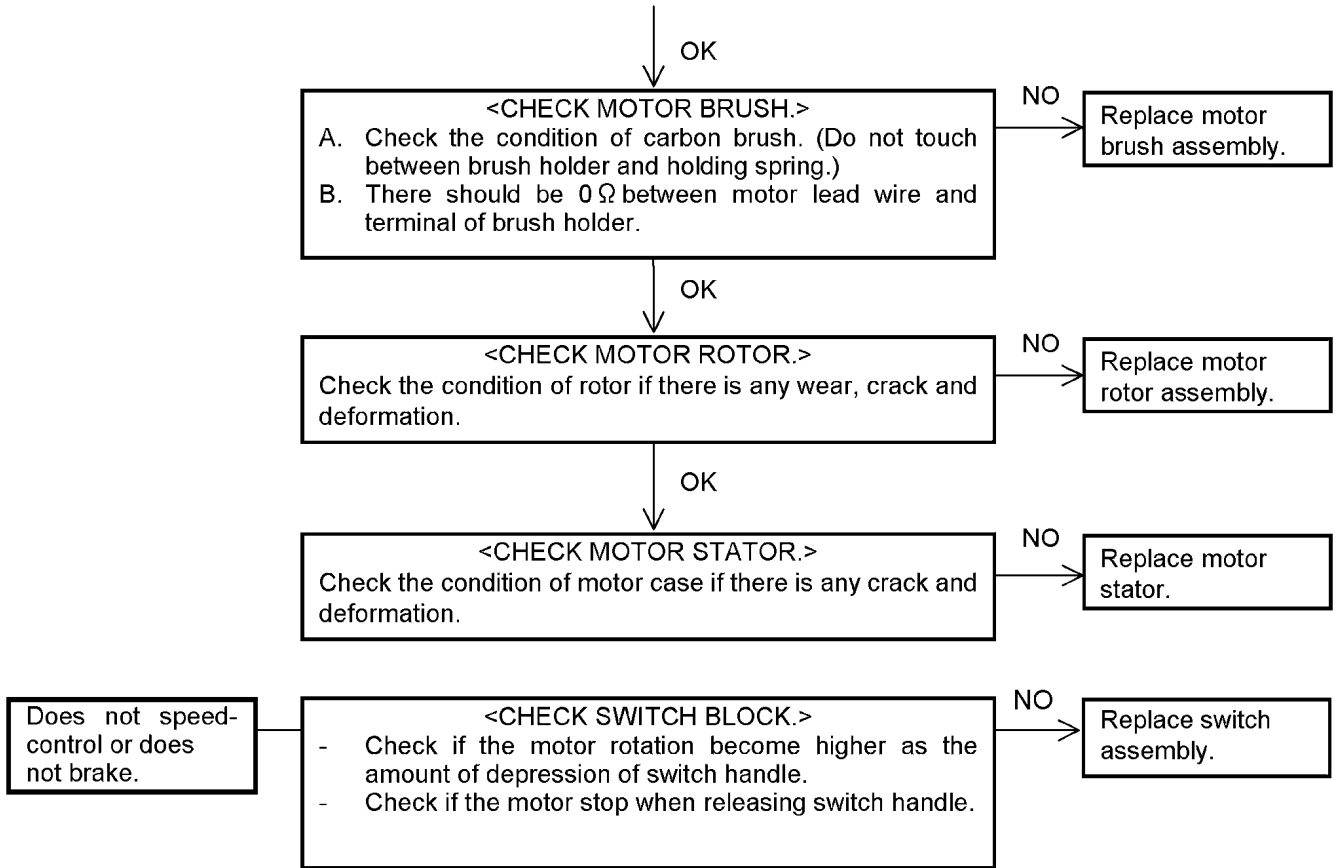 OK
<CHECK MOTOR BRUSH.>
A. Check the condition of carbon brush. (Do not touch
between brush holder and holding spring.)
B. There should be 0 Ω between motor lead wire and
terminal of brush holder.
NO
Replace motor
brush assembly.
OK
<CHECK MOTOR ROTOR.>
Check the condition of rotor if there is any wear, crack and
deformation.
NO
Replace motor
rotor assembly.
OK
<CHECK MOTOR STATOR.>
Check the condition of motor case if there is any crack and
deformation.
NO
Replace motor
stator.
Does not speed-
control or does
not brake.
<CHECK SWITCH BLOCK.>
- Check if the motor rotation become higher as the
amount of depression of switch handle.
- Check if the motor stop when releasing switch handle.
NO
Replace switch
assembly.